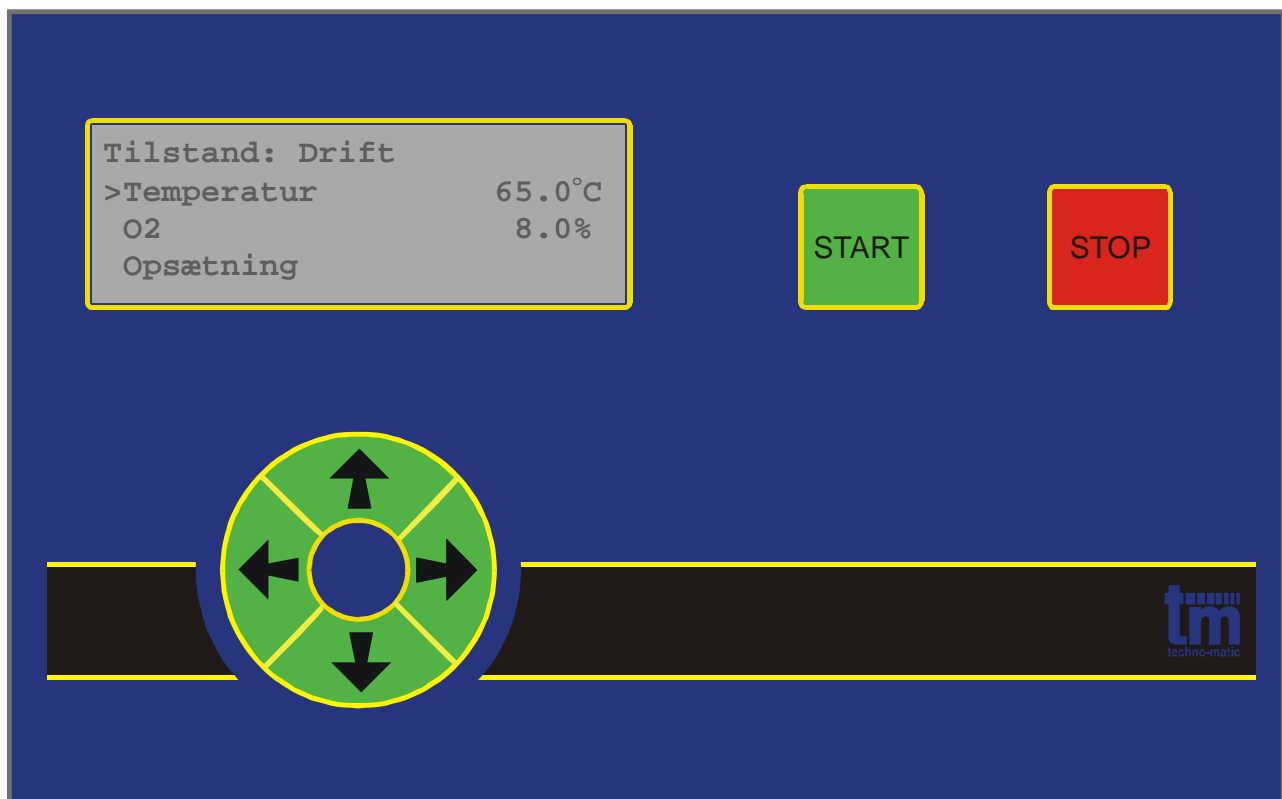 Tilstand: Drift
>Temperatur 65.0°C
O2 8.0%
Opsætning
START
STOP
tm
techno-matic